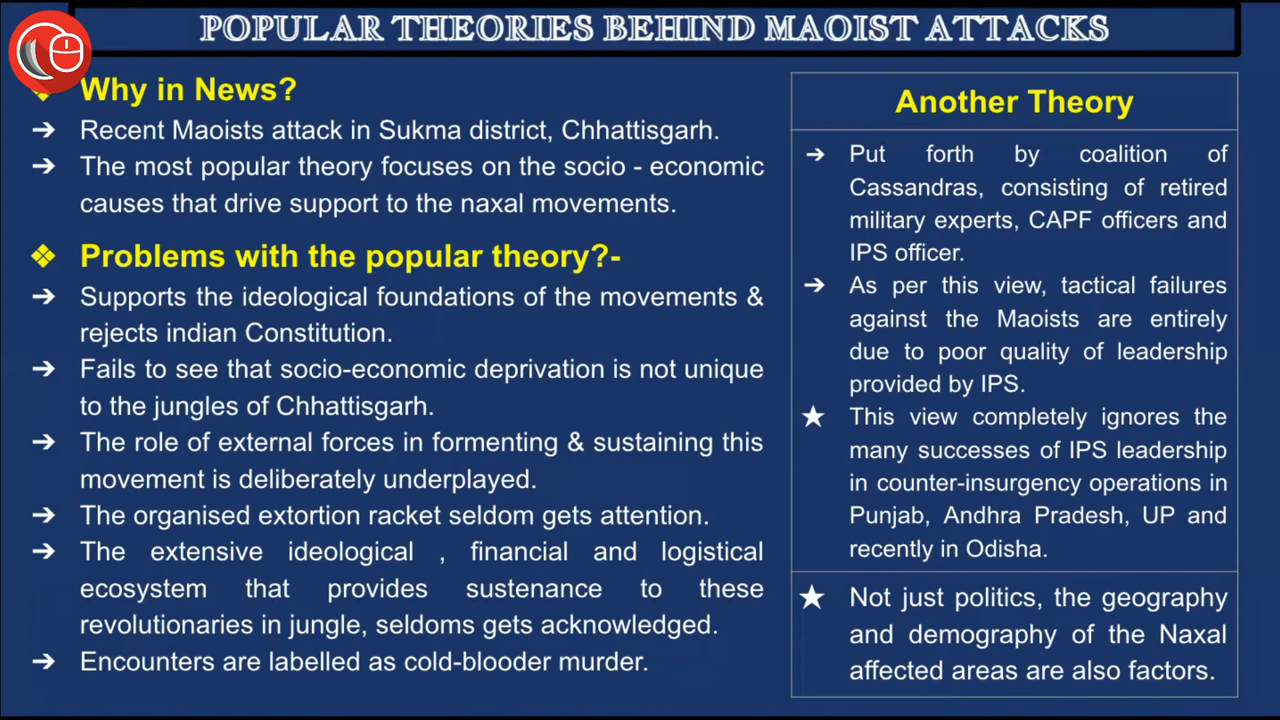 POPULAR THEORIES BEHIND MAOIST ATTACKS
❖ Why in News?
➔ Recent Maoists attack in Sukma district, Chhattisgarh.
➔ The most popular theory focuses on the socio - economic
causes that drive support to the naxal movements.
❖ Problems with the popular theory?-
➔ Supports the ideological foundations of the movements &
rejects indian Constitution.
➔ Fails to see that socio-economic deprivation is not unique
to the jungles of Chhattisgarh.
➔ The role of external forces in formenting & sustaining this
movement is deliberately underplayed.
➔ The organised extortion racket seldom gets attention.
➔ The extensive ideological , financial and logistical
ecosystem that provides sustenance to these
revolutionaries in jungle, seldoms gets acknowledged.
➔ Encounters are labelled as cold-blooder murder.
Another Theory
➔ Put forth by coalition of
Cassandras, consisting of retired
military experts, CAPF officers and
IPS officer.
➔ As per this view, tactical failures
against the Maoists are entirely
due to poor quality of leadership
provided by IPS.
★ This view completely ignores the
many successes of IPS leadership
in counter-insurgency operations in
Punjab, Andhra Pradesh, UP and
recently in Odisha.
★ Not just politics, the geography
and demography of the Naxal
affected areas are also factors.